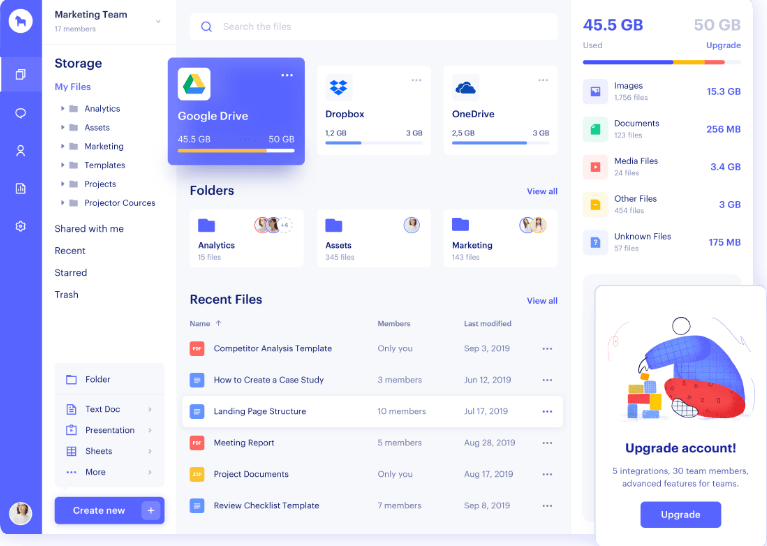 Marketing Team
17 members
Storage
My Files
Analytics
Assets
Marketing
Templates
Projects
Projector Cources
Shared with me
Recent
Starred
Trash
Folder
Text Doc
Presentation
Sheets
More
Create new +
Search the files
Google Drive
45.5 GB 50 GB
Dropbox
1,2 GB 3 GB
OneDrive
2,5 GB 3 GB
Folders View all
Analytics
15 files
+6
Assets
345 files
Marketing
143 files
Recent Files View all
Name Members Last modified
PDF Competitor Analysis Template Only you Sep 3, 2019
How to Create a Case Study 3 members Jun 12, 2019
Landing Page Structure 10 members Jul 17, 2019
PDF Meeting Report 5 members Aug 28, 2019
ZIP Project Documents Only you Aug 17, 2019
Review Checklist Template 7 members Sep 8, 2019
45.5 GB 50 GB
Used Upgrade
Images
1,756 files
15.3 GB
Documents
123 files
256 MB
Media Files
24 files
3.4 GB
Other Files
454 files
3 GB
Unknown Files
57 files
175 MB
Upgrade account!
5 integrations, 30 team members,
advanced features for teams.
Upgrade